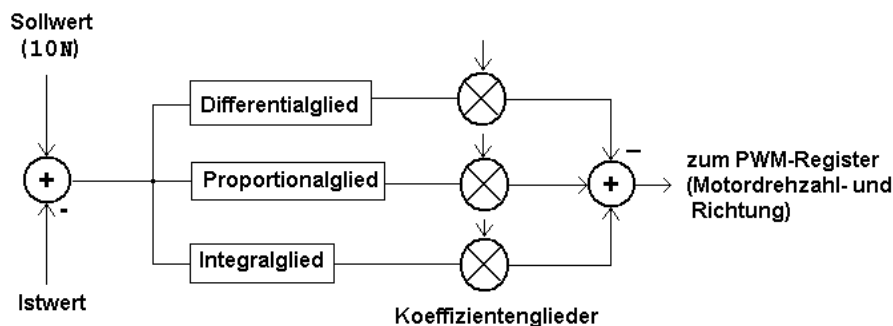 Sollwert
(10N)
Differentialglied
Proportionalglied
Integralglied
+
-
Istwert
Koeffizientenglieder
+
–
zum PWM-Register
(Motordrehzahl- und
Richtung)